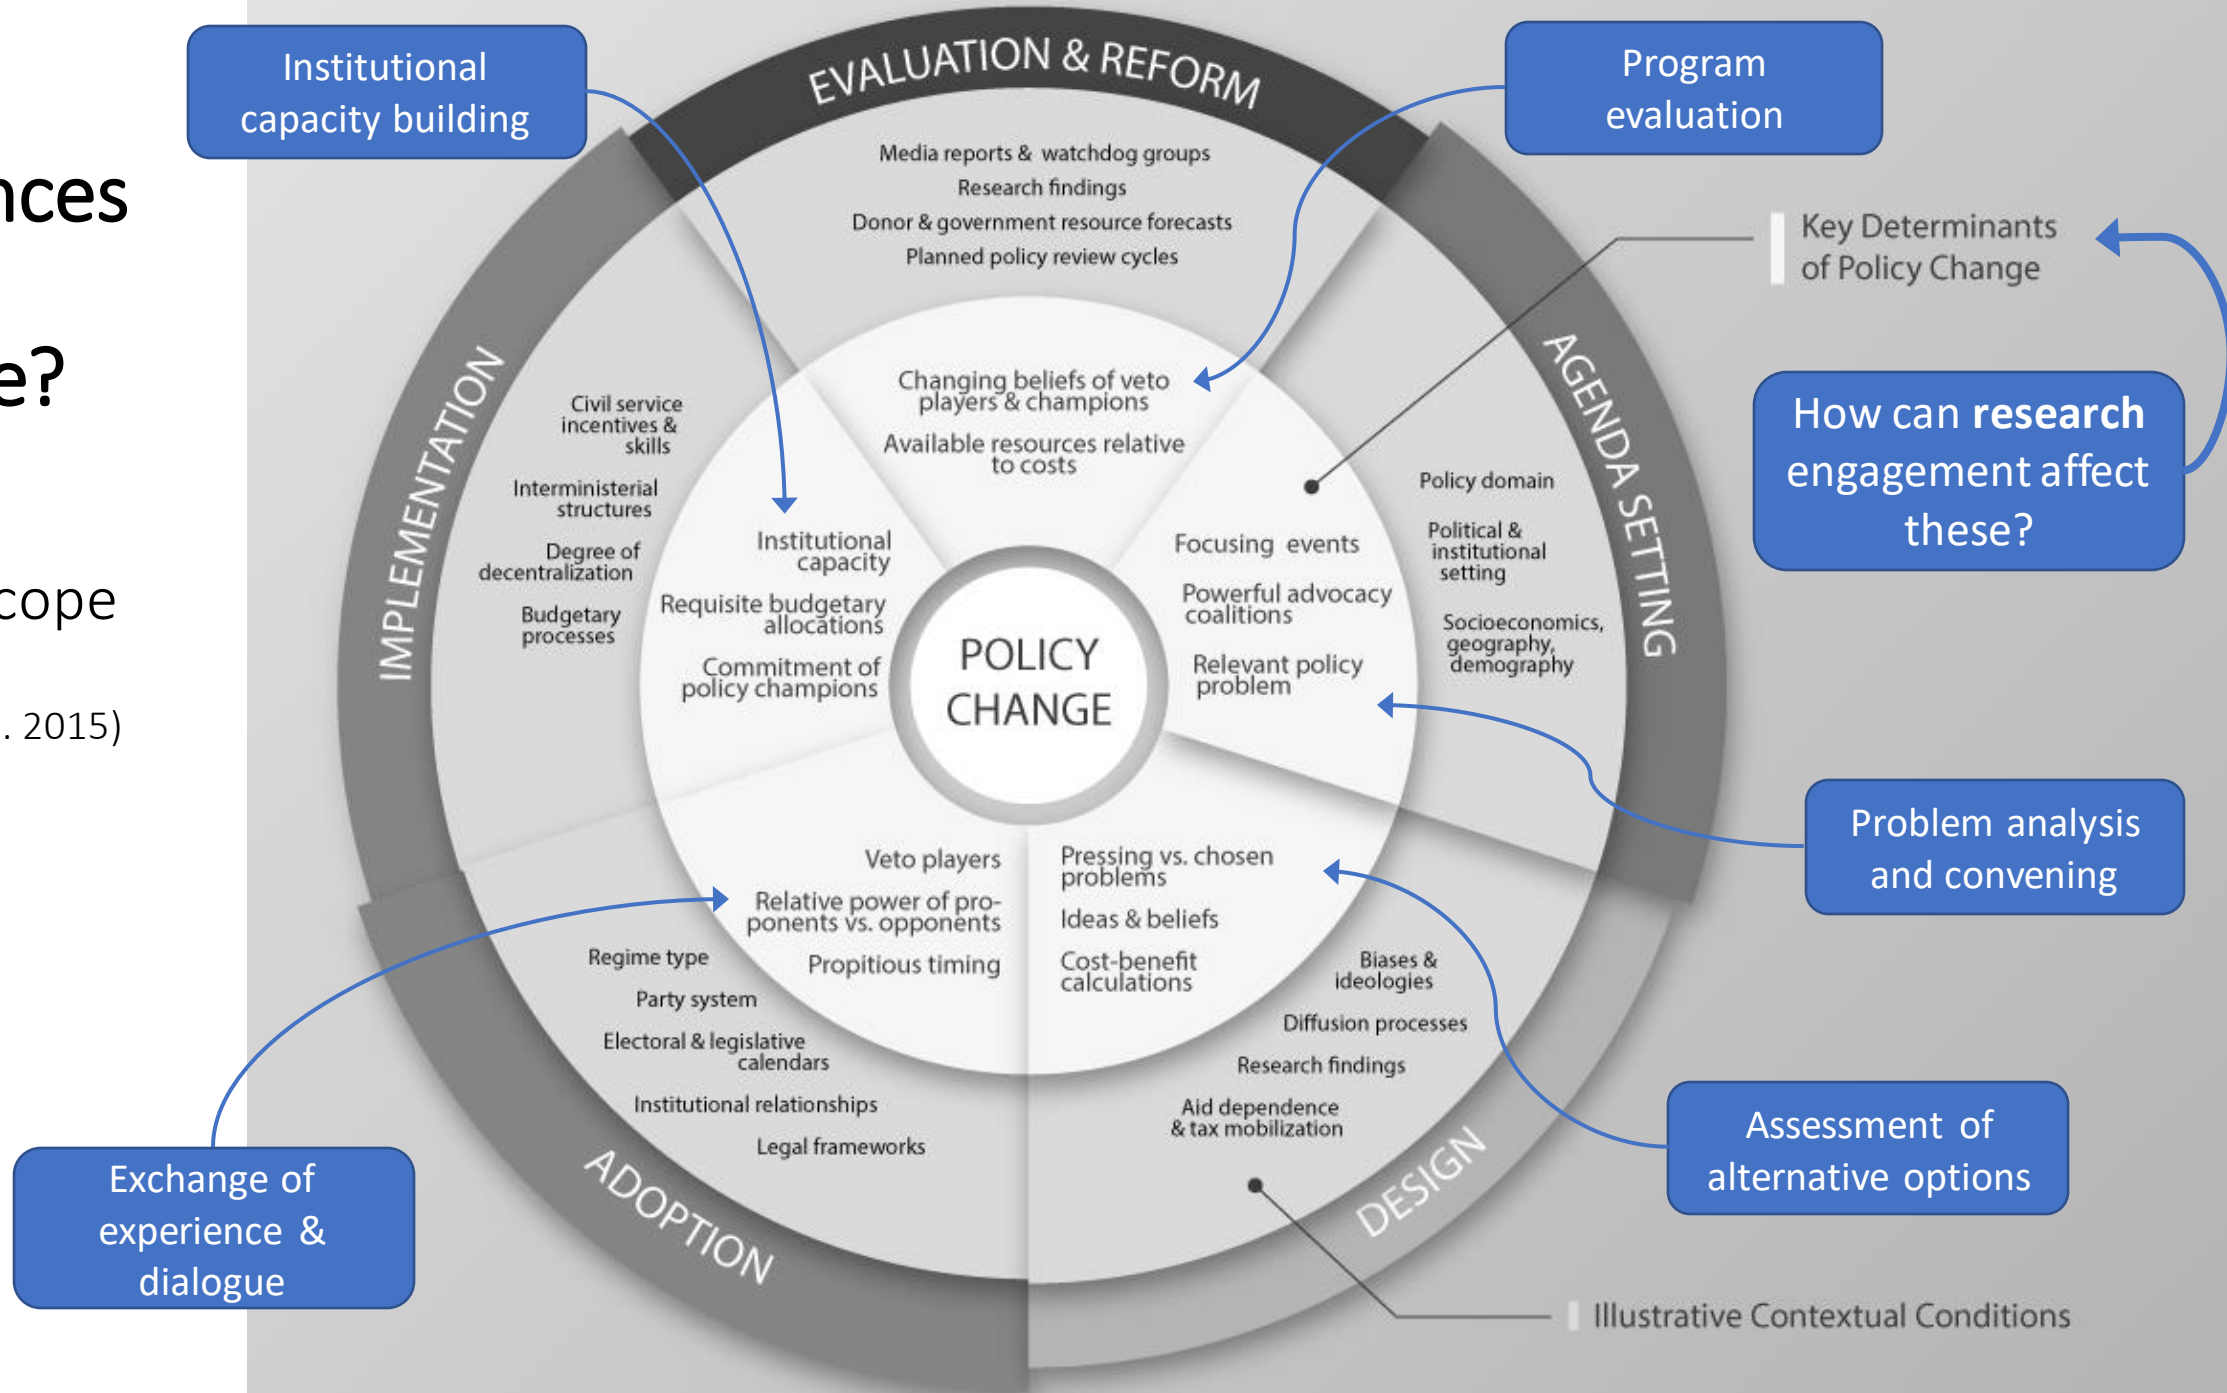 nces
e?
cope
. 2015)
Institutional
capacity building
EVALUATION & REFORM
Program
evaluation
Media reports & watchdog groups
Research findings
Donor & government resource forecasts
Planned policy review cycles
Changing beliefs of veto
players & champions
Available resources relative
to costs
Key Determinants
of Policy Change
How can research
engagement affect
these?
AGENDA SETTING
Policy domain
Political &
institutional
setting
Socioeconomics,
geography,
demography
Focusing events
Powerful advocacy
coalitions
Relevant policy
problem
Problem analysis
and convening
IMPLEMENTATION
Civil service
incentives &
skills
Interministerial
structures
Degree of
decentralization
Budgetary
processes
Institutional
capacity
Requisite budgetary
allocations
Commitment of
policy champions
POLICY
CHANGE
Veto players
Relative power of pro-
ponents vs. opponents
Propitious timing
Regime type
Party system
Electoral & legislative
calendars
Institutional relationships
Legal frameworks
ADOPTION
Exchange of
experience &
dialogue
Pressing vs. chosen
problems
Ideas & beliefs
Cost-benefit
calculations
Biases &
ideologies
Diffusion processes
Research findings
Aid dependence
& tax mobilization
DESIGN
Assessment of
alternative options
Illustrative Contextual Conditions